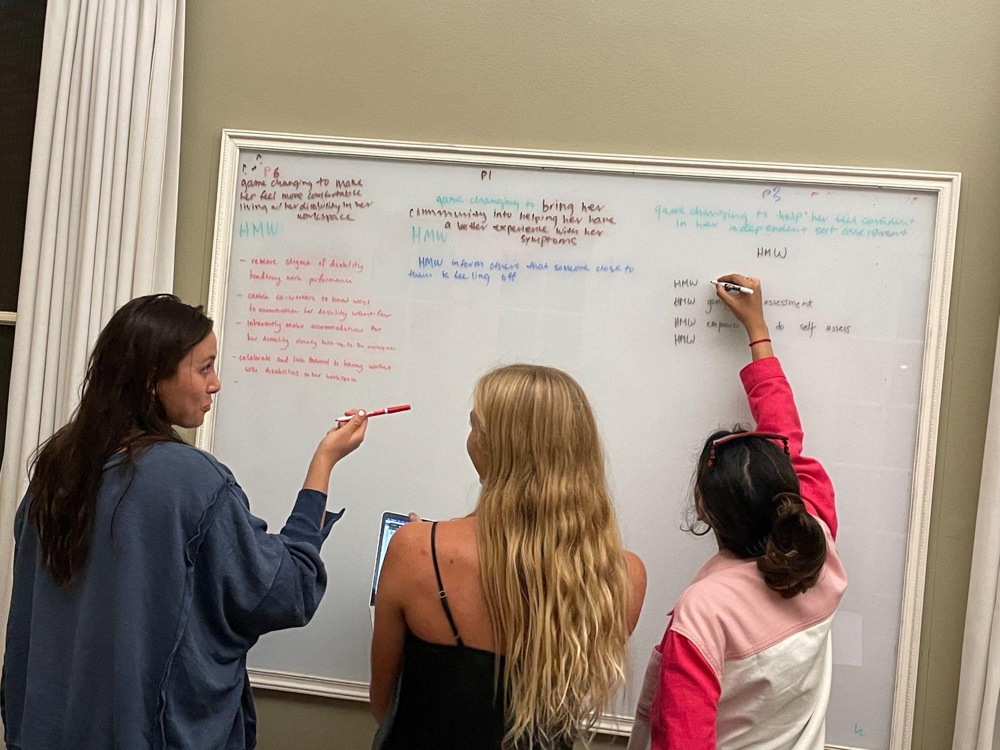 P6
game changing to make
her feel more comfortable
living w/ her disability in her
workspace
HMW:
- remove stigma of disability
hindering work performance
- enable co-workers to know ways
to accommodate her disability without fear
- Inherently make accommodations for
her disability already built-in to the workspace
- celebrate and look forward to having workers
with disabilities in her workspace
-
P1
game changing to bring her
community into helping her have
a better experience with her
symptoms
HMW
HMW inform others that someone close to
them is feeling off
P3
game changing to help her feel confident
in her independent self assessment
HMW
HMW
HMW assessment
HMW empower to self assess
HMW